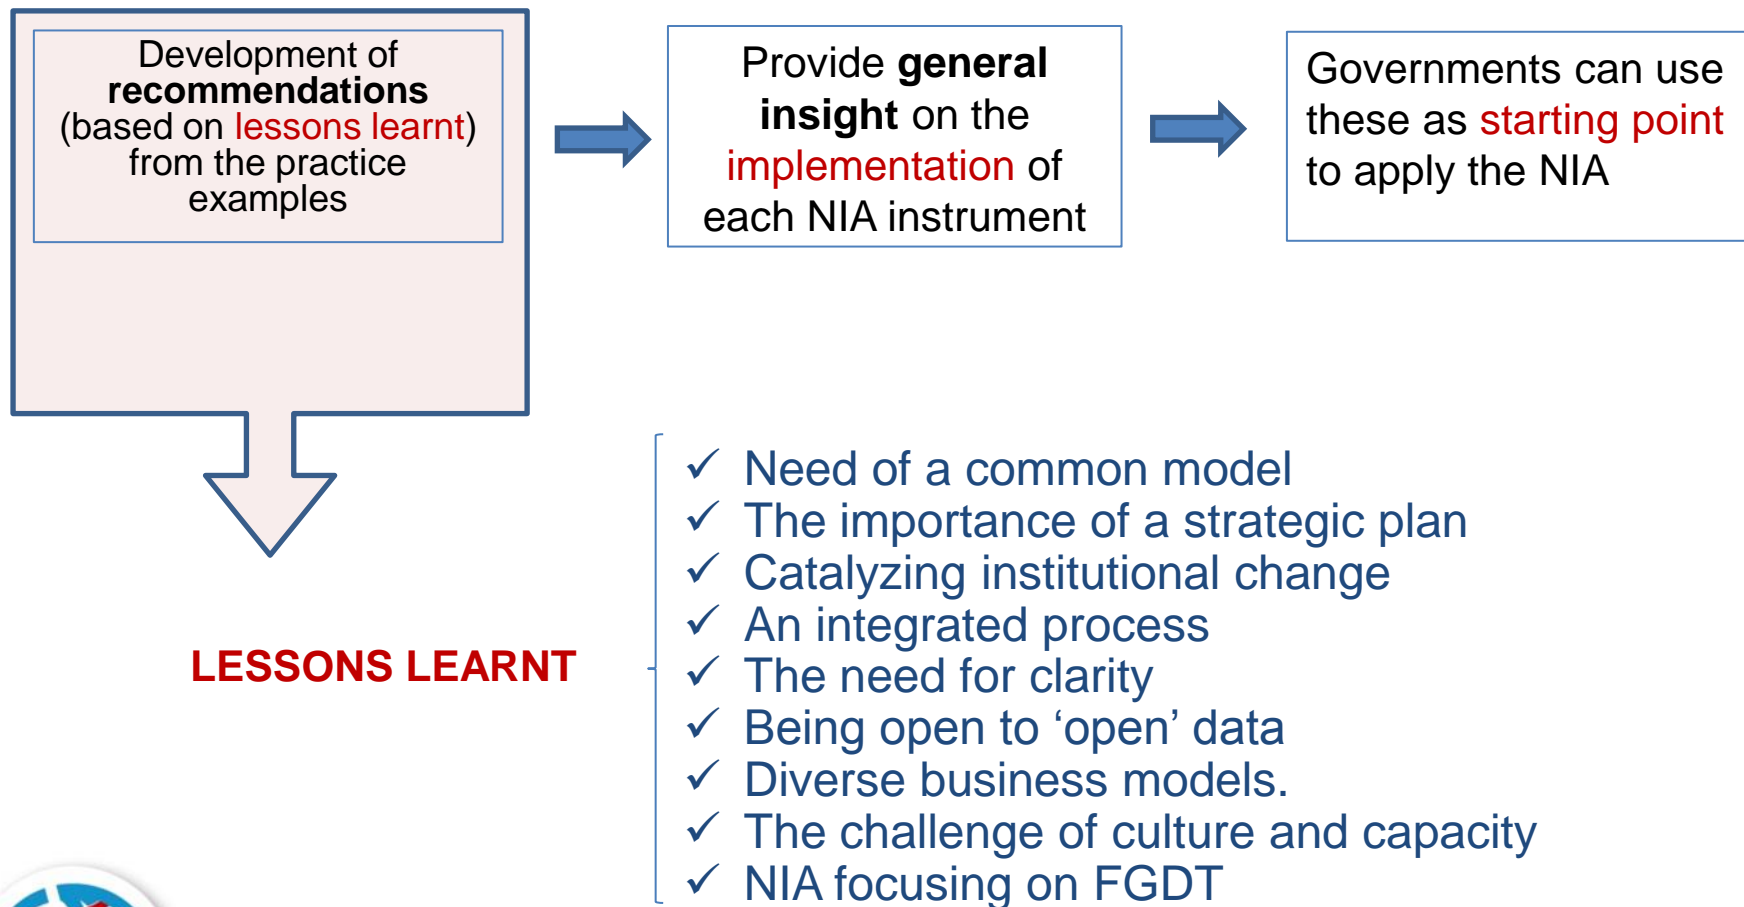 Development of
recommendations
(based on lessons learnt)
from the practice
examples
Provide general
insight on the
implementation of
each NIA instrument
Governments can use
these as starting point
to apply the NIA
LESSONS LEARNT
✓ Need of a common model
✓ The importance of a strategic plan
✓ Catalyzing institutional change
✓ An integrated process
✓ The need for clarity
✓ Being open to ‘open’ data
✓ Diverse business models.
✓ The challenge of culture and capacity
✓ NIA focusing on FGDT